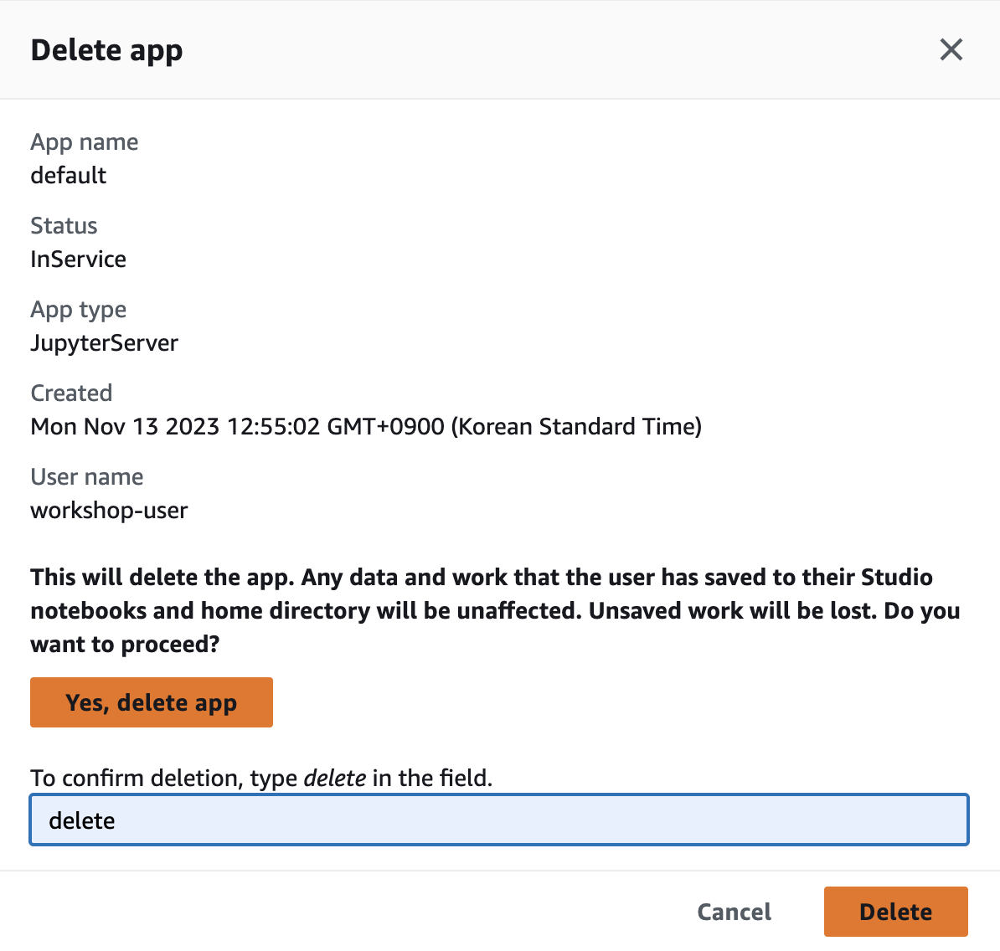 Delete app
App name
default
Status
InService
App type
JupyterServer
Created
Mon Nov 13 2023 12:55:02 GMT+0900 (Korean Standard Time)
User name
workshop-user
This will delete the app. Any data and work that the user has saved to their Studio
notebooks and home directory will be unaffected. Unsaved work will be lost. Do you
want to proceed?
Yes, delete app
To confirm deletion, type delete in the field.
delete
Cancel
Delete